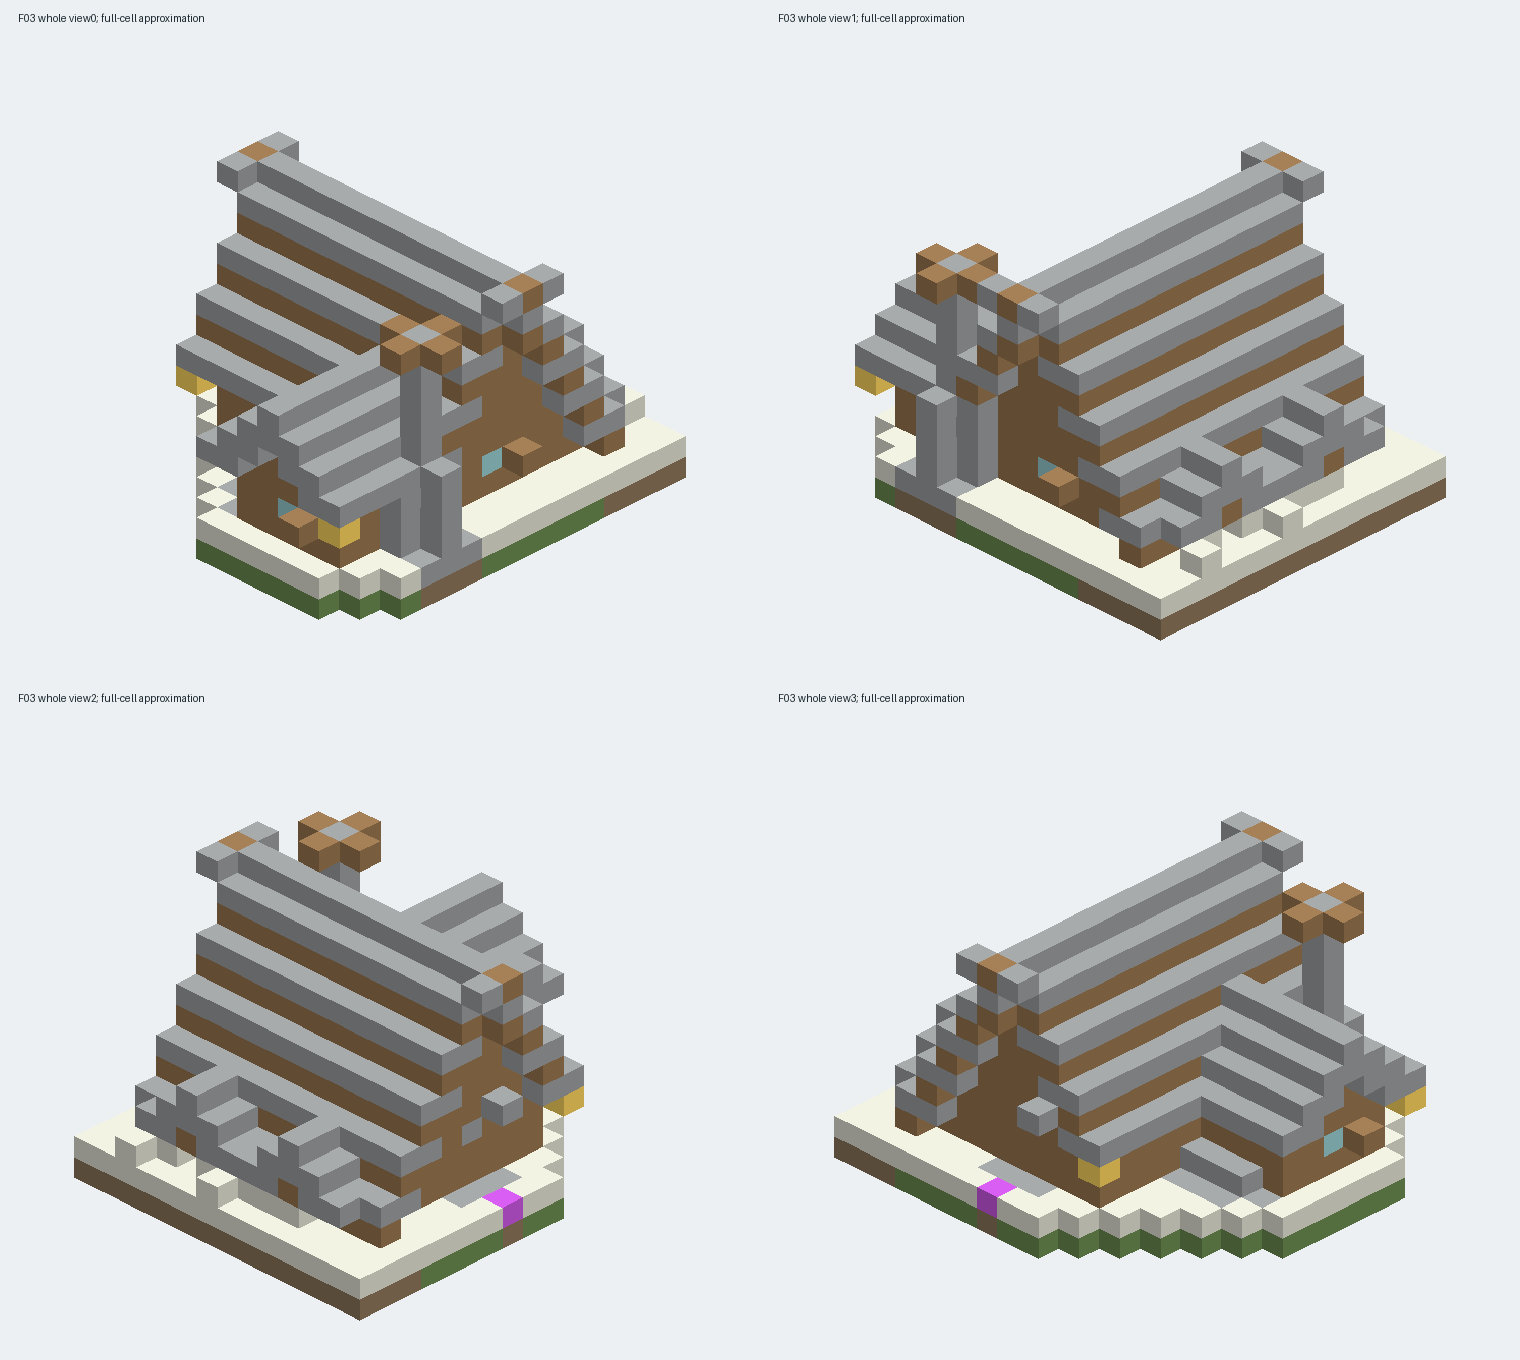 F03 whole view0; full-cell approximation
F03 whole view1; full-cell approximation
F03 whole view2; full-cell approximation
F03 whole view3; full-cell approximation